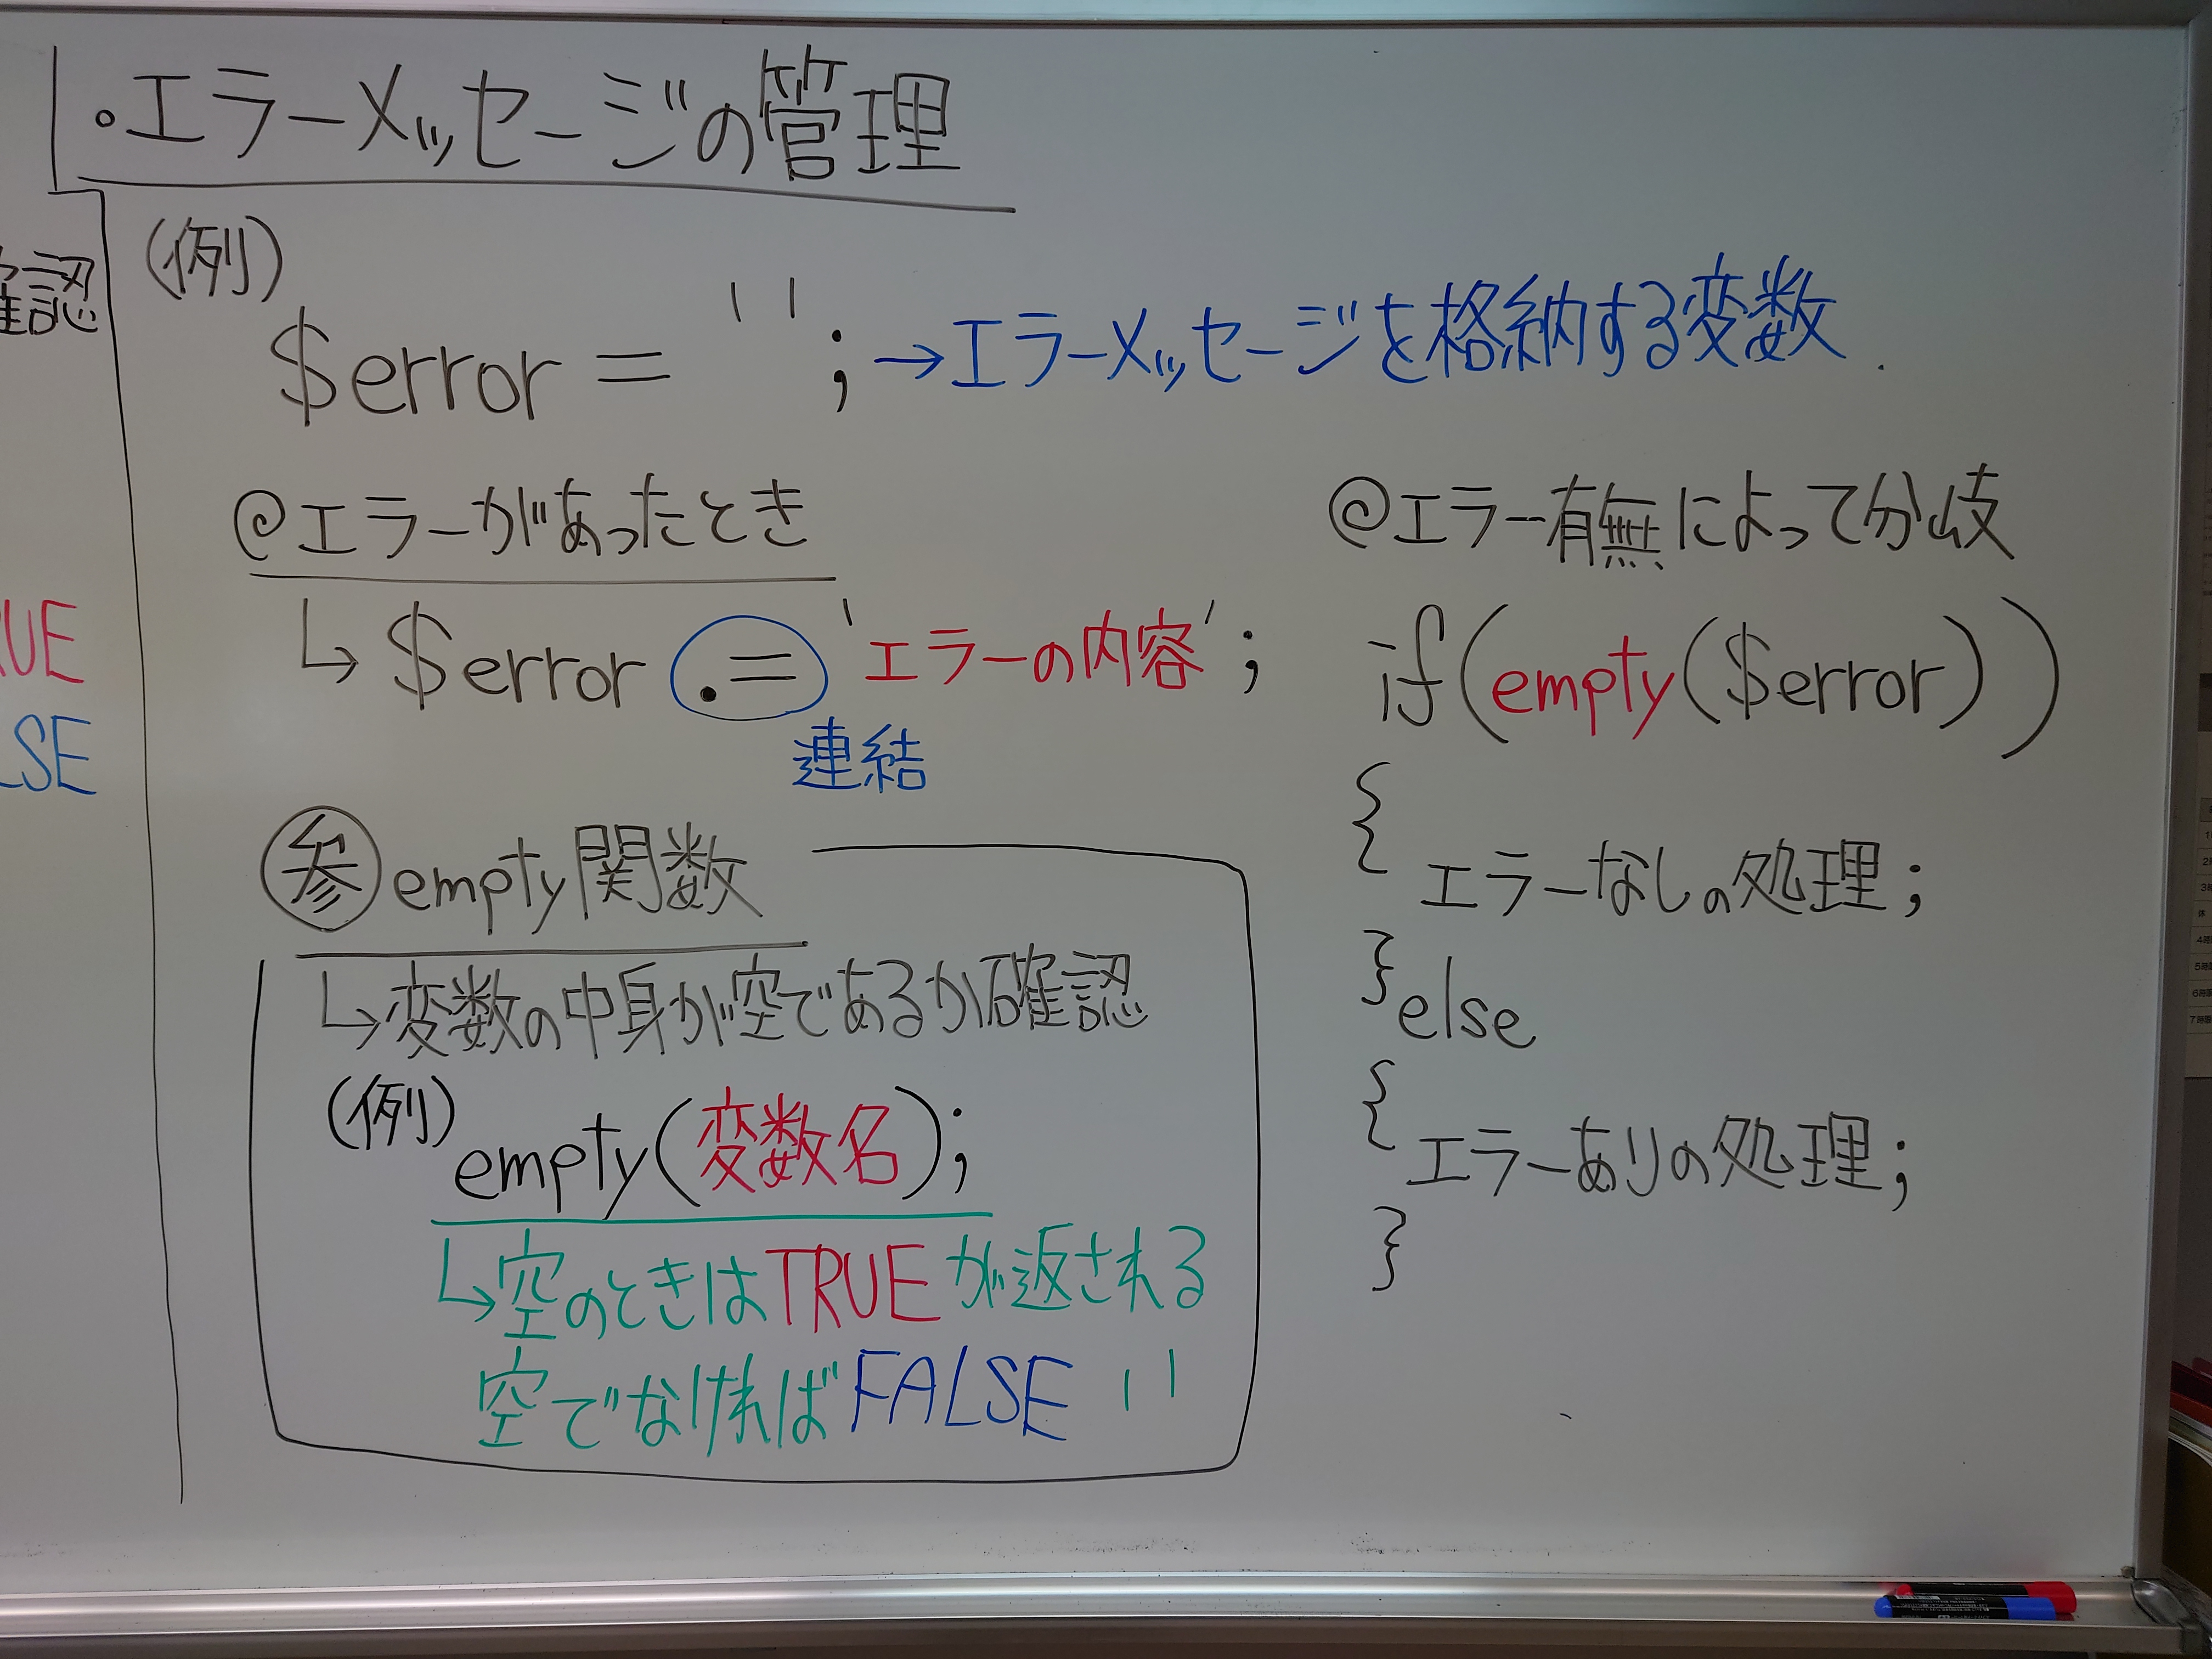 確認
RUE
LSE
。エラーメッセージの管理
(例)
$error = ' '; →エラーメッセージを格納する変数.
@エラーがあったとき
↳ $error .= 'エラーの内容';
連結
参 empty関数
↳変数の中身が空であるか確認
(例)
empty(変数名);
↳空のときはTRUEが返される
空でなければFALSE 〃
@エラー有無によって分岐
if(empty($error))
{
エラーなしの処理;
}else
{
エラーありの処理;
}